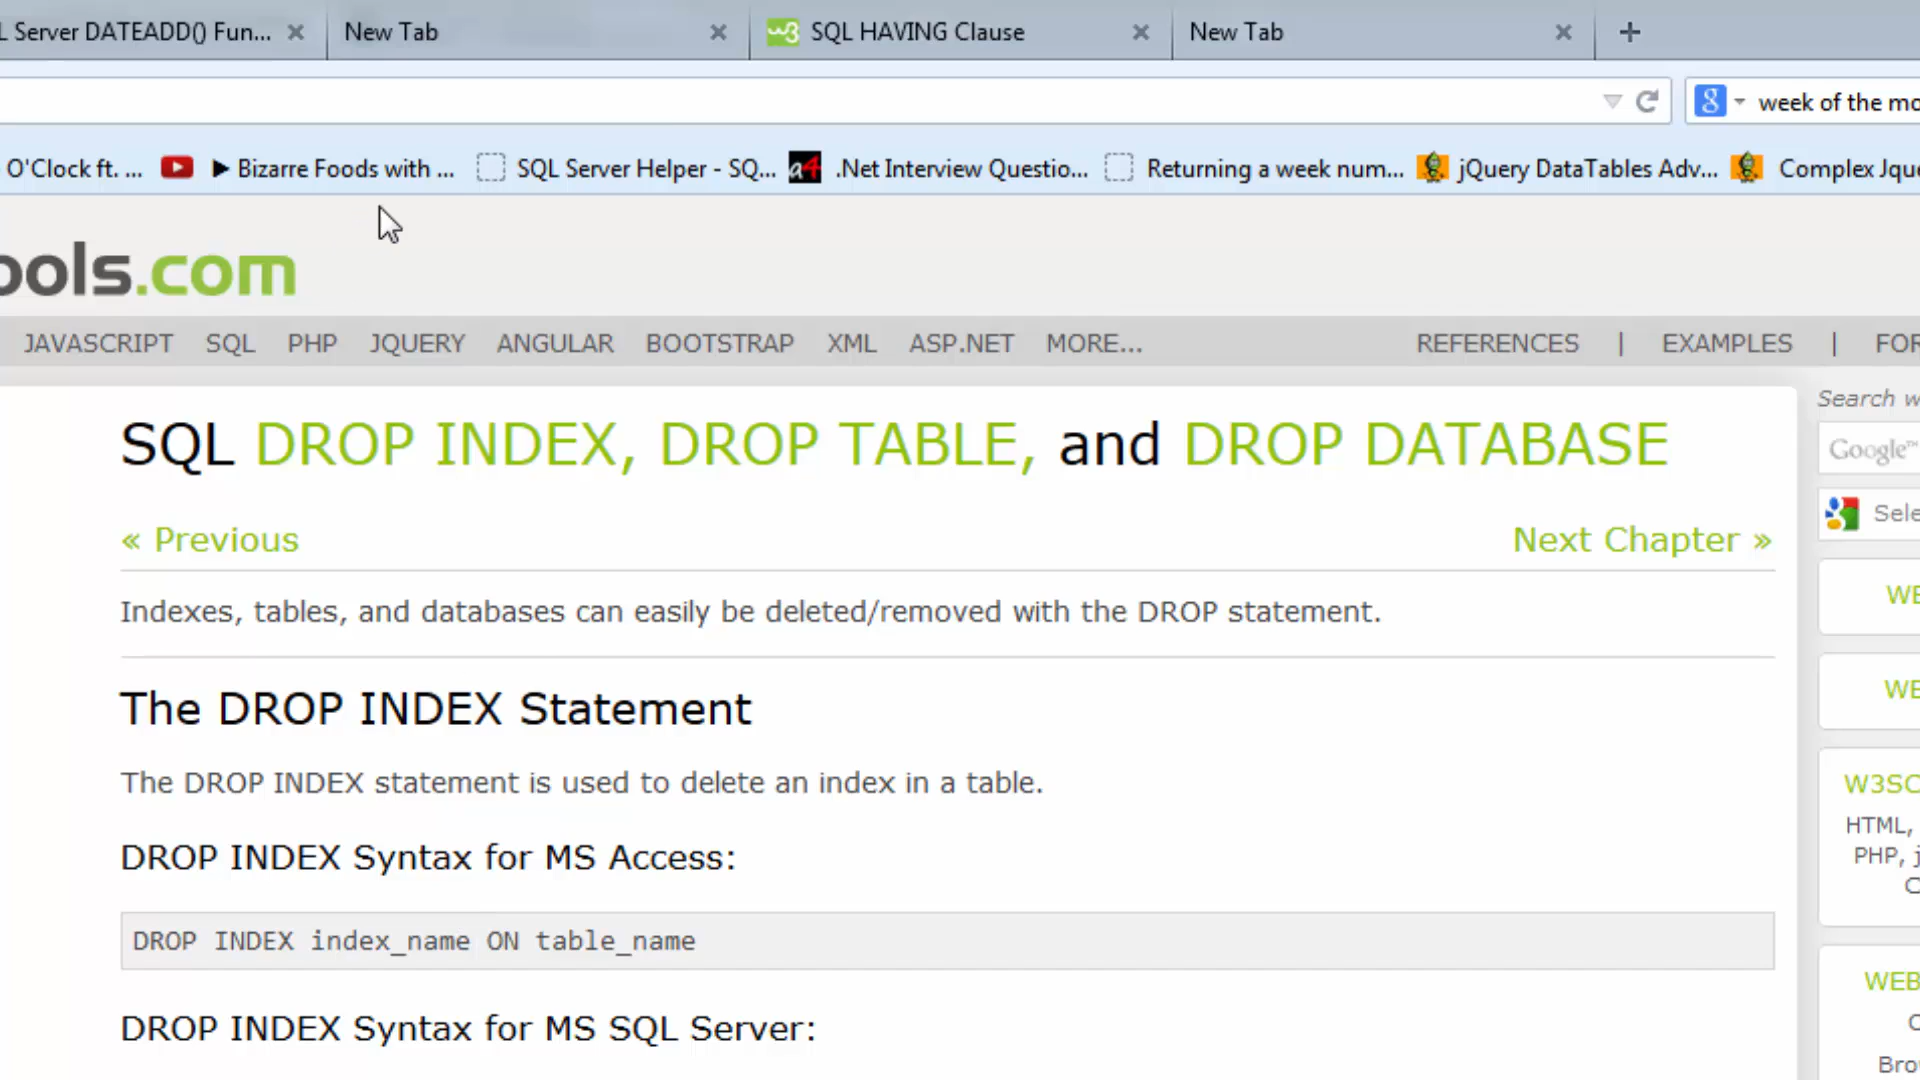 L Server DATEADD() Fun...
New Tab
SQL HAVING Clause
New Tab
week of the mo
O'Clock ft. ...
Bizarre Foods with ...
SQL Server Helper - SQ...
.Net Interview Questio...
Returning a week num...
jQuery DataTables Adv...
Complex Jque
ools.com
JAVASCRIPT SQL PHP JQUERY ANGULAR BOOTSTRAP XML ASP.NET MORE... REFERENCES | EXAMPLES | FOR
Search w
SQL DROP INDEX, DROP TABLE, and DROP DATABASE
Google™
Sele
« Previous
Next Chapter »
WE
Indexes, tables, and databases can easily be deleted/removed with the DROP statement.
WE
The DROP INDEX Statement
The DROP INDEX statement is used to delete an index in a table.
W3SC
HTML,
PHP, j
DROP INDEX Syntax for MS Access:
DROP INDEX index_name ON table_name
WEB
DROP INDEX Syntax for MS SQL Server:
Bro